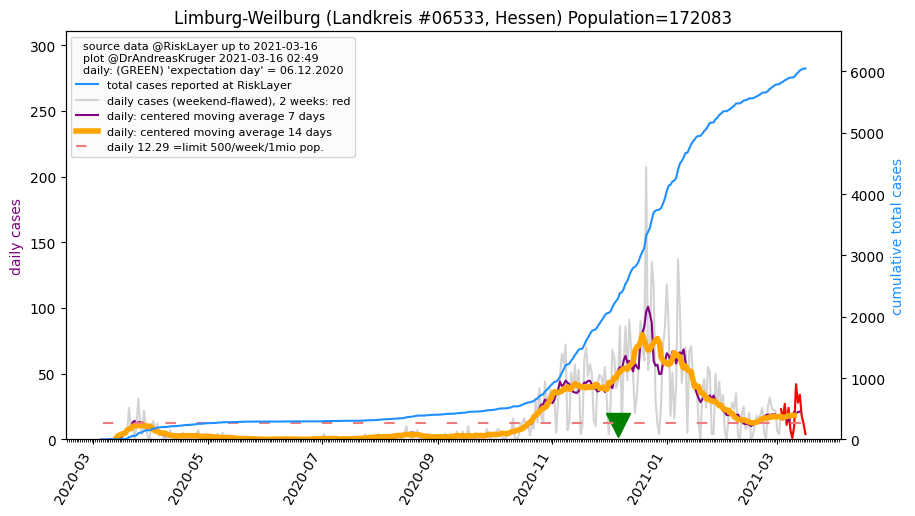 Limburg-Weilburg (Landkreis #06533, Hessen) Population=172083
source data @RiskLayer up to 2021-03-16
plot @DrAndreasKruger 2021-03-16 02:49
daily: (GREEN) 'expectation day' = 06.12.2020
total cases reported at RiskLayer
daily cases (weekend-flawed), 2 weeks: red
daily: centered moving average 7 days
daily: centered moving average 14 days
daily 12.29 =limit 500/week/1mio pop.
daily cases
300
250
200
150
100
50
0
cumulative total cases
6000
5000
4000
3000
2000
1000
0
2020-03
2020-05
2020-07
2020-09
2020-11
2021-01
2021-03